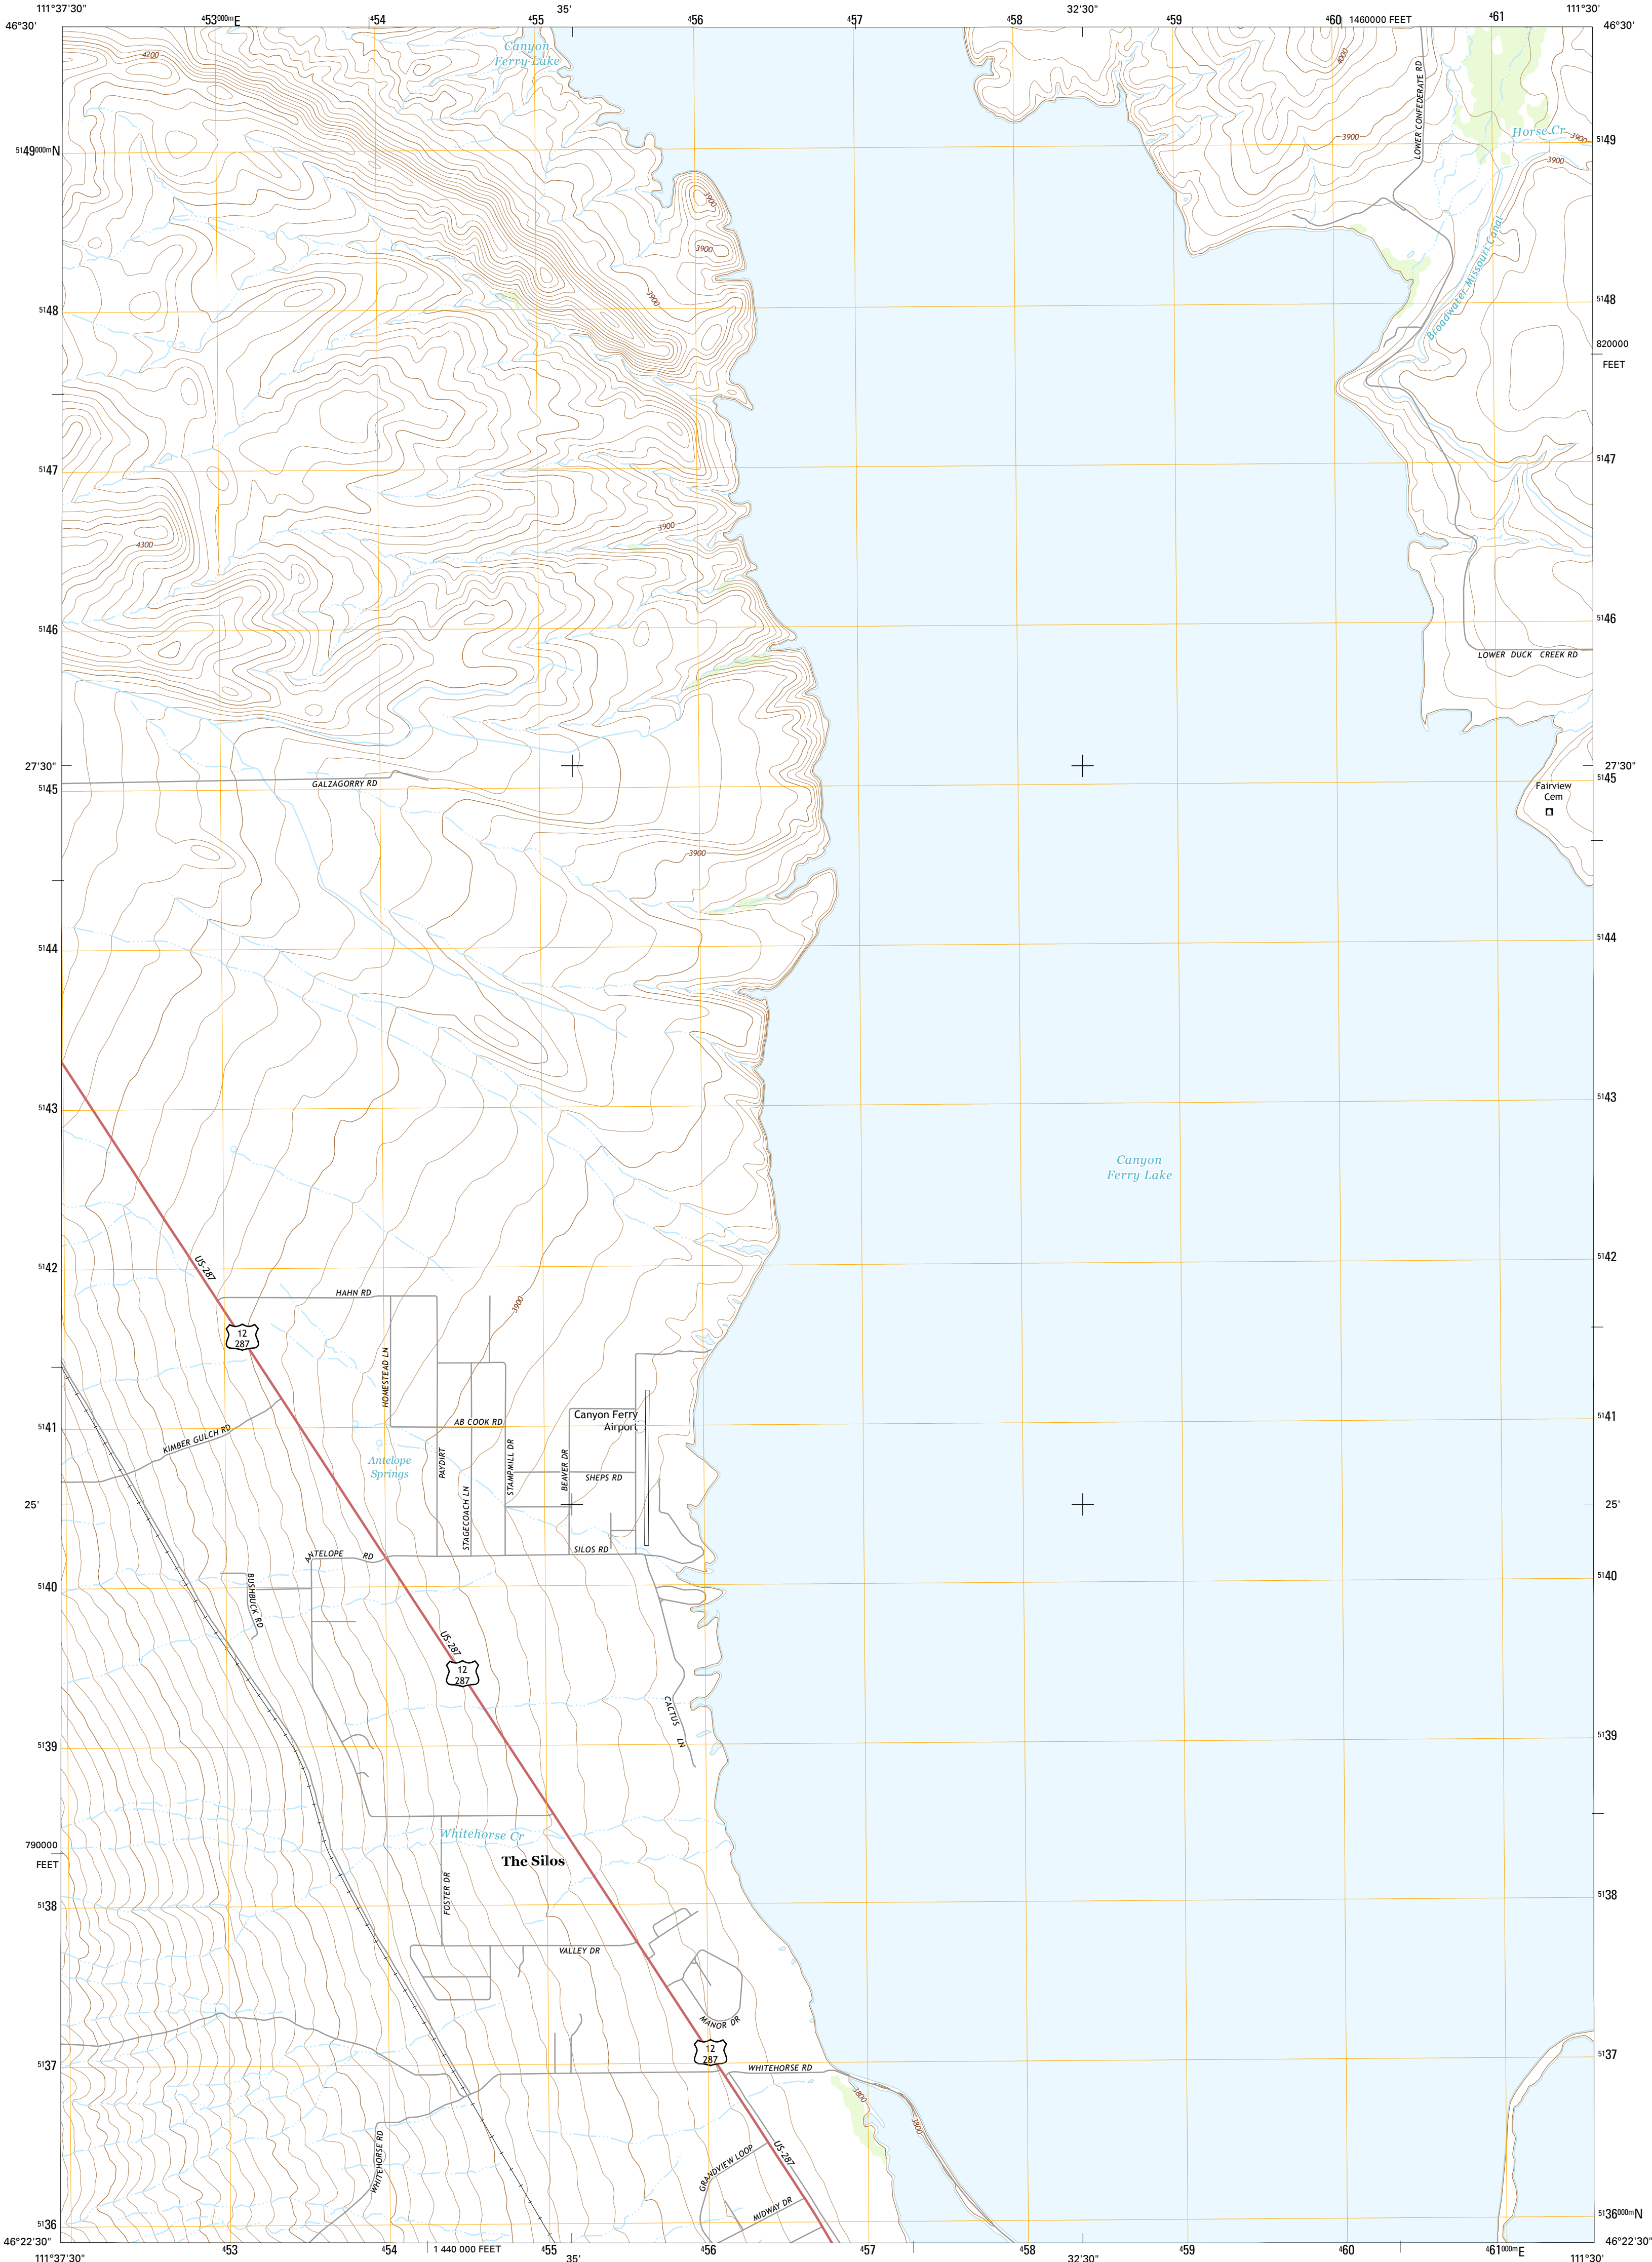 111°37'30"
⁴53⁰⁰⁰ᵐE
⁴54
⁴55
35'
⁴56
⁴57
⁴58
32'30"
⁴59
⁴60
1460000 FEET
⁴61
111°30'
46°30'
46°30'
4200
Canyon
Ferry Lake
4000
LOWER CONFEDERATE RD
Horse Cr
3900
3900
3900
⁵¹49⁰⁰⁰ᵐN
⁵¹49
3900
3900
3900
Broadwater Missouri Canal
⁵¹48
⁵¹48
820000
FEET
⁵¹47
⁵¹47
3900
4300
⁵¹46
⁵¹46
LOWER DUCK CREEK RD
27'30"
27'30"
⁵¹45
⁵¹45
GALZAGORRY RD
Fairview
Cem
3900
⁵¹44
⁵¹44
⁵¹43
⁵¹43
Canyon
Ferry Lake
⁵¹42
⁵¹42
US-287
HAHN RD
3900
12
287
HOMESTEAD LN
Canyon Ferry
Airport
AB COOK RD
⁵¹41
⁵¹41
KIMBER GULCH RD
Antelope
Springs
PAYDIRT
STAMPMILL DR
BEAVER DR
SHEPS RD
STAGECOACH LN
25'
25'
ANTELOPE RD
SILOS RD
⁵¹40
⁵¹40
BUSHBUCK RD
US-287
12
287
CACTUS LN
⁵¹39
⁵¹39
Whitehorse Cr
790000
FEET
The Silos
FOSTER DR
⁵¹38
⁵¹38
VALLEY DR
MANOR DR
12
287
⁵¹37
⁵¹37
WHITEHORSE RD
3800
3800
WHITEHORSE RD
GRANDVIEW LOOP
US-287
MIDWAY DR
⁵¹36
⁵¹36⁰⁰⁰ᵐN
46°22'30"
46°22'30"
111°37'30"
⁴53
⁴54
1 440 000 FEET
⁴55
35'
⁴56
⁴57
⁴58
32'30"
⁴59
⁴60
⁴61⁰⁰⁰ᵐE
111°30'